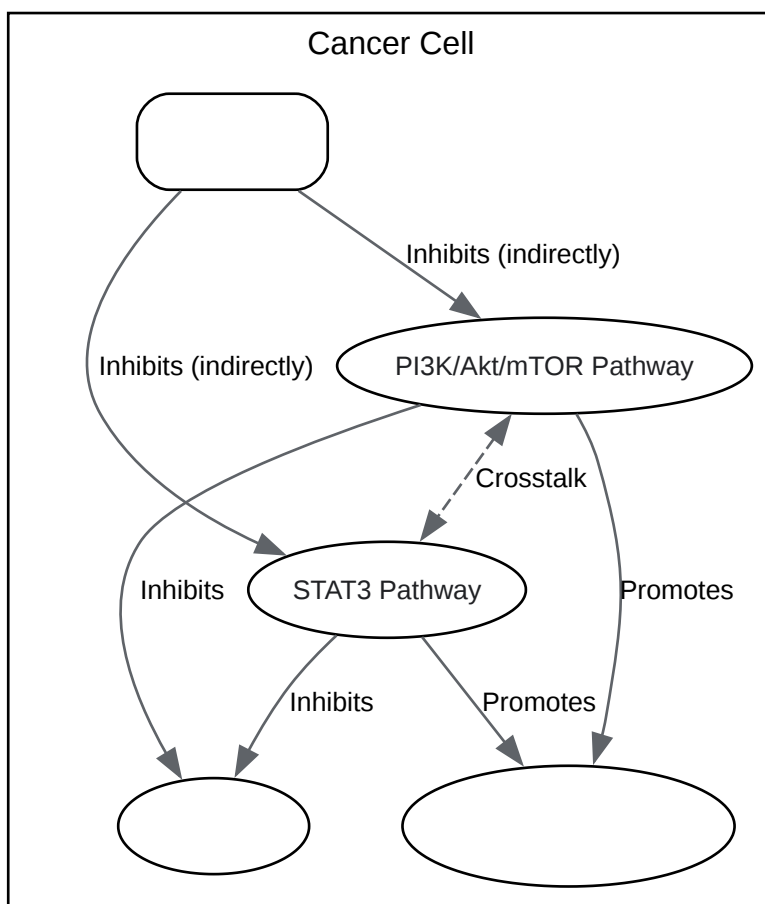 Cancer Cell
Inhibits (indirectly)
Inhibits (indirectly)
PI3K/Akt/mTOR Pathway
Crosstalk
Inhibits
STAT3 Pathway
Promotes
Inhibits
Promotes